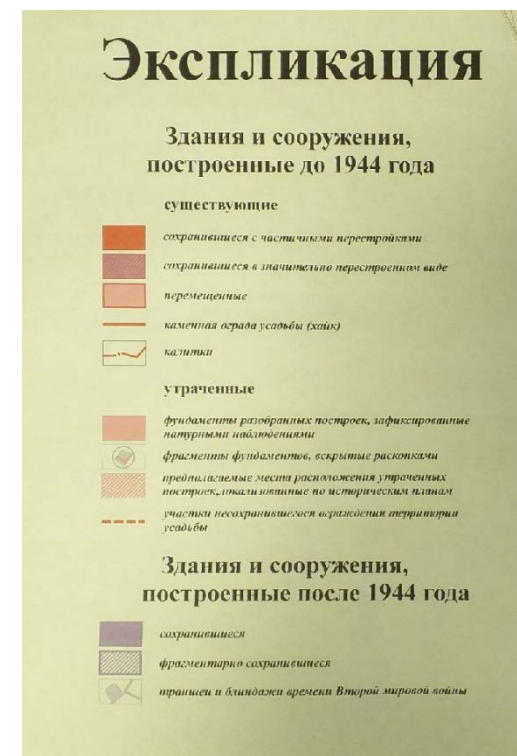 Экспликация
Здания и сооружения,
построенные до 1944 года
существующие
сохранившиеся с частичными перестройками
сохранившиеся в значительно перестроенном виде
перемещенные
каменная ограда усадьбы (хайк)
калитки
утраченные
фундаменты разобранных построек, зафиксированные
натурными наблюдениями
фрагменты фундаментов, вскрытые раскопками
предполагаемые места расположения утраченных
построек,локализованные по историческим планам
участки несохранившегося ограждения территории
усадьбы
Здания и сооружения,
построенные после 1944 года
сохранившиеся
фрагментарно сохранившиеся
траншеи и блиндажи времени Второй мировой войны